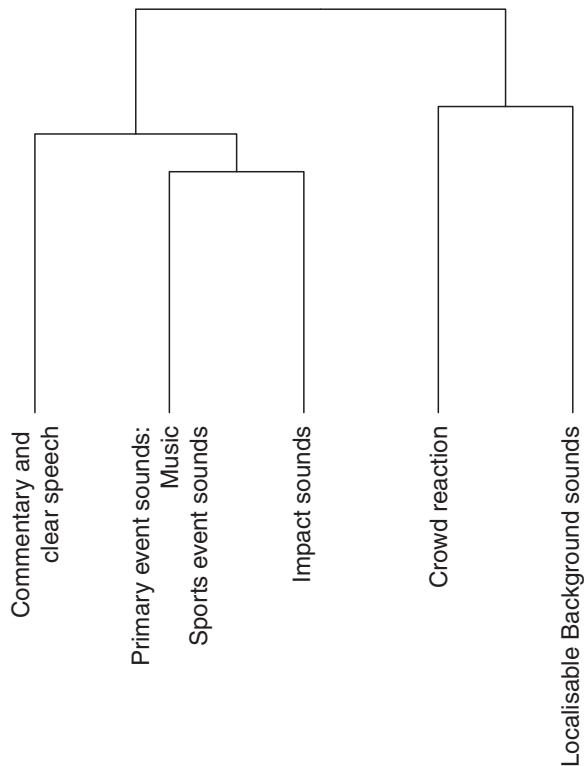 Commentary and
clear speech
Primary event sounds:
Music
Sports event sounds
Impact sounds
Crowd reaction
Localisable Background sounds